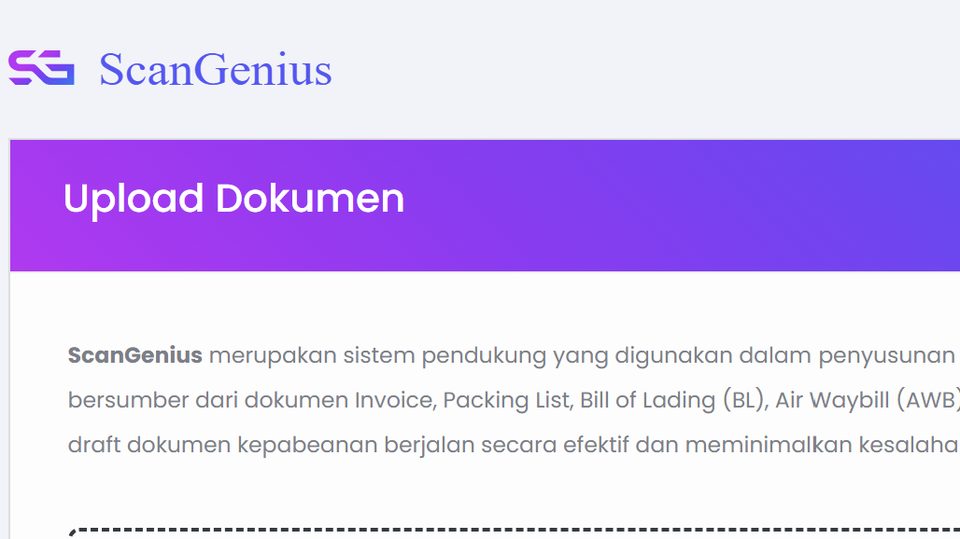 SG ScanGenius
Upload Dokumen
ScanGenius merupakan sistem pendukung yang digunakan dalam penyusunan
bersumber dari dokumen Invoice, Packing List, Bill of Lading (BL), Air Waybill (AWB)
draft dokumen kepabeanan berjalan secara efektif dan meminimalkan